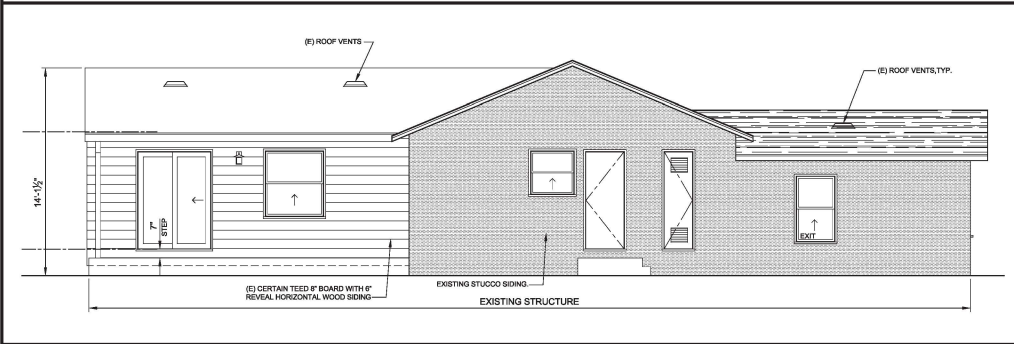 (E) ROOF VENTS
(E) ROOF VENTS,TYP.
14'-1½"
7"
STEP
EXIT
(E) CERTAIN TEED 8" BOARD WITH 6"
REVEAL HORIZONTAL WOOD SIDING
EXISTING STUCCO SIDING.
EXISTING STRUCTURE